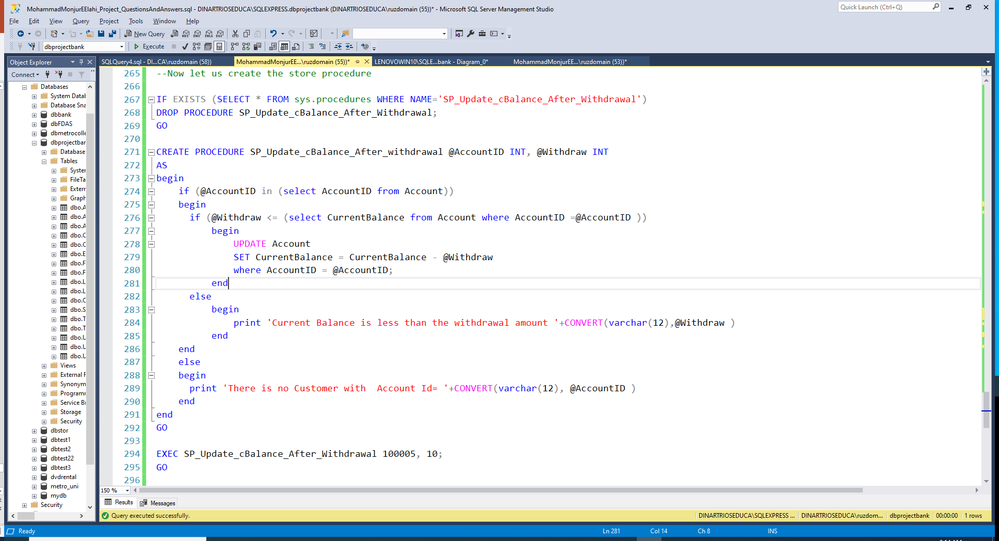 MohammadMonjurEElahi_Project_QuestionsAndAnswers.sql - DINARTRIOSEDUCA\SQLEXPRESS.dbprojectbank (DINARTRIOSEDUCA\ruzdomain (55))* - Microsoft SQL Server Management Studio
Quick Launch (Ctrl+Q)
File Edit View Query Project Tools Window Help
New Query
dbprojectbank
Execute
Object Explorer
SQLQuery4.sql - DI...CA\ruzdomain (58))
MohammadMonjurEE...\ruzdomain (55))*
LENOVOWIN10\SQLE...bank - Diagram_0*
MohammadMonjurEE...\ruzdomain (53))*
Connect
Databases
System Datab
Database Sna
dbbank
dbFDAS
dbmetrocolle
dbprojectbar
Database
Tables
System
FileTa
Extern
Graph
dbo.A
dbo.A
dbo.A
dbo.C
dbo.C
dbo.E
dbo.F
dbo.F
dbo.L
dbo.L
dbo.C
dbo.S
dbo.T
dbo.T
dbo.U
dbo.U
dbo.U
Views
External R
Synonym
Programm
Service Br
Storage
Security
dbstor
dbtest1
dbtest2
dbtest22
dbtest3
dvdrental
metro_uni
mydb
Security
265 --Now let us create the store procedure
266
267 IF EXISTS (SELECT * FROM sys.procedures WHERE NAME='SP_Update_cBalance_After_Withdrawal')
268 DROP PROCEDURE SP_Update_cBalance_After_Withdrawal;
269 GO
270
271 CREATE PROCEDURE SP_Update_cBalance_After_withdrawal @AccountID INT, @Withdraw INT
272 AS
273 begin
274 if (@AccountID in (select AccountID from Account))
275 begin
276 if (@Withdraw <= (select CurrentBalance from Account where AccountID =@AccountID ))
277 begin
278 UPDATE Account
279 SET CurrentBalance = CurrentBalance - @Withdraw
280 where AccountID = @AccountID;
281 end
282 else
283 begin
284 print 'Current Balance is less than the withdrawal amount '+CONVERT(varchar(12),@Withdraw )
285 end
286 end
287 else
288 begin
289 print 'There is no Customer with  Account Id= '+CONVERT(varchar(12), @AccountID )
290 end
291 end
292 GO
293
294 EXEC SP_Update_cBalance_After_Withdrawal 100005, 10;
295 GO
296
150 %
Results Messages
Query executed successfully.
DINARTRIOSEDUCA\SQLEXPRESS ... DINARTRIOSEDUCA\ruzdom... dbprojectbank 00:00:00 1 rows
Ready
Ln 281 Col 14 Ch 8 INS